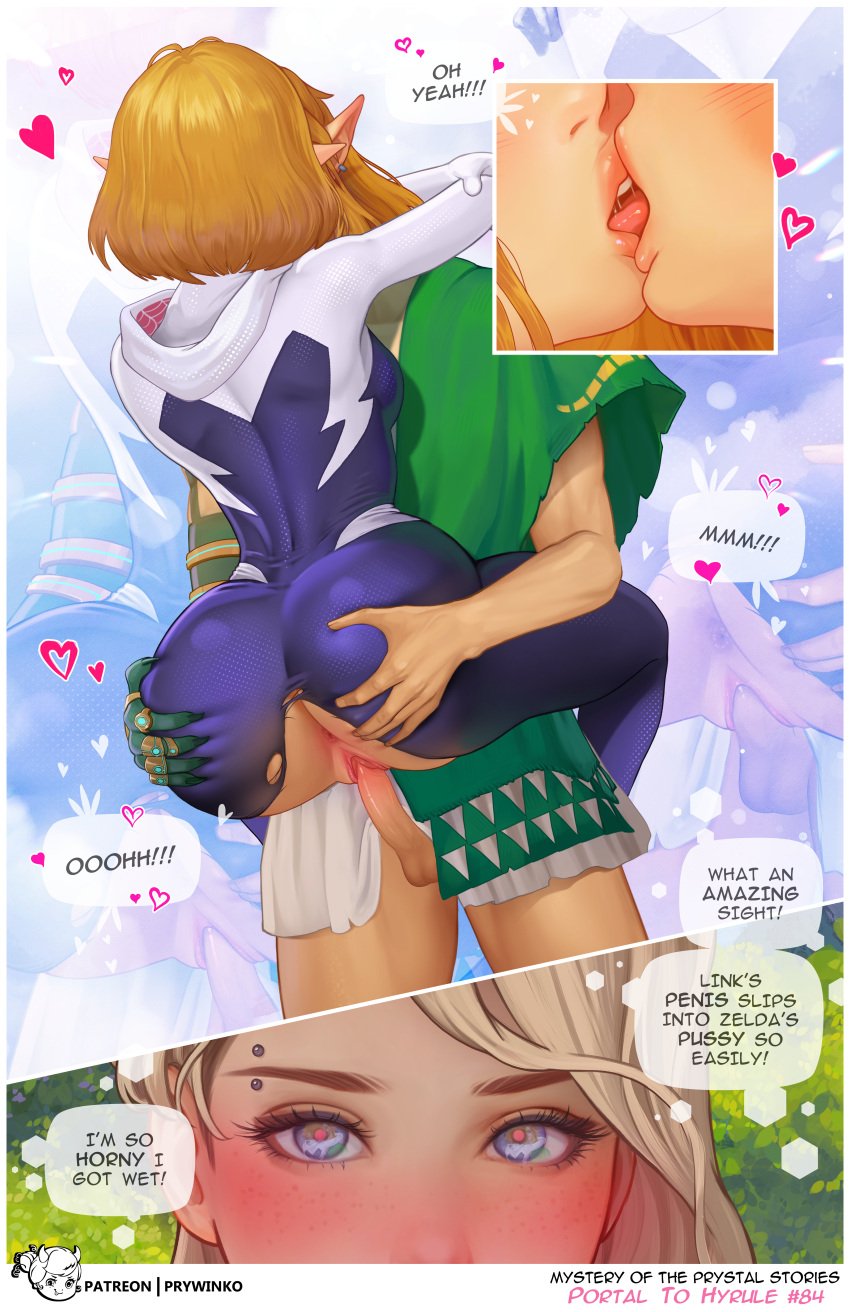 OH
YEAH!!!
MMM!!!
OOOHH!!!
WHAT AN
AMAZING
SIGHT!
LINK'S
PENIS SLIPS
INTO ZELDA'S
PUSSY SO
EASILY!
I'M SO
HORNY I
GOT WET!
PATREON | PRYWINKO
MYSTERY OF THE PRYSTAL STORIES
PORTAL TO HYRULE #84